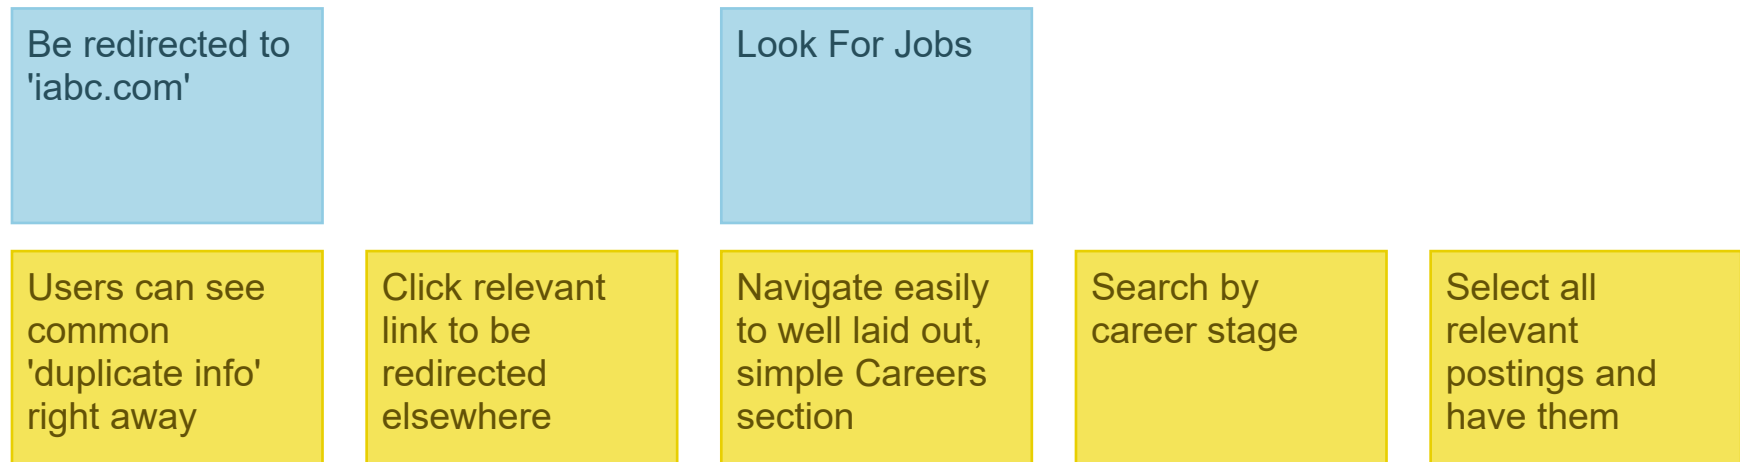 Be redirected to
'iabc.com'
Look For Jobs
Users can see
common
'duplicate info'
right away
Click relevant
link to be
redirected
elsewhere
Navigate easily
to well laid out,
simple Careers
section
Search by
career stage
Select all
relevant
postings and
have them